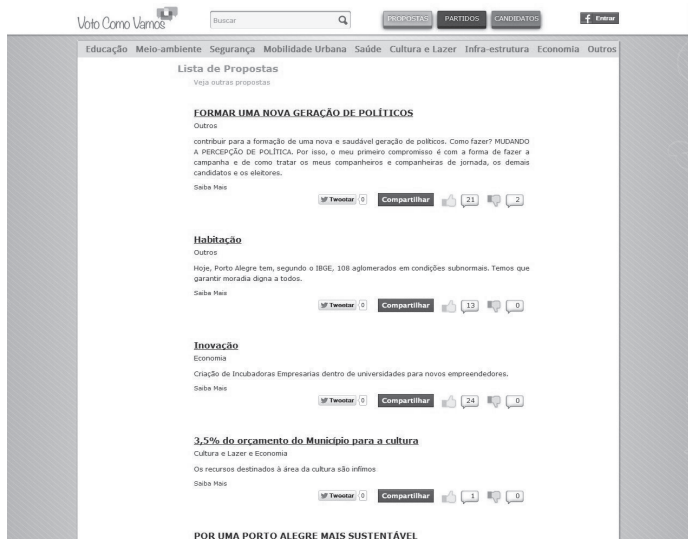 Voto Como Vamos
Buscar
PROPOSTAS PARTIDOS CANDIDATOS
Entrar
Educação Meio-ambiente Segurança Mobilidade Urbana Saúde Cultura e Lazer Infra-estrutura Economia Outros
Lista de Propostas
Veja outras propostas
FORMAR UMA NOVA GERAÇÃO DE POLÍTICOS
Outros
contribuir para a formação de uma nova e saudável geração de políticos. Como fazer? MUDANDO
A PERCEPÇÃO DE POLÍTICA. Por isso, o meu primeiro compromisso é com a forma de fazer a
campanha e de como tratar os meus companheiros e companheiras de jornada, os demais
candidatos e os eleitores.
Saiba Mais
Tweetar 0 Compartilhar 21 2
Habitação
Outros
Hoje, Porto Alegre tem, segundo o IBGE, 108 aglomerados em condições subnormais. Temos que
garantir moradia digna a todos.
Saiba Mais
Tweetar 0 Compartilhar 13 0
Inovação
Economia
Criação de Incubadoras Empresarias dentro de universidades para novos empreendedores.
Saiba Mais
Tweetar 0 Compartilhar 24 0
3,5% do orçamento do Município para a cultura
Cultura e Lazer e Economia
Os recursos destinados à área da cultura são infímos
Saiba Mais
Tweetar 0 Compartilhar 1 0
POR UMA PORTO ALEGRE MAIS SUSTENTÁVEL